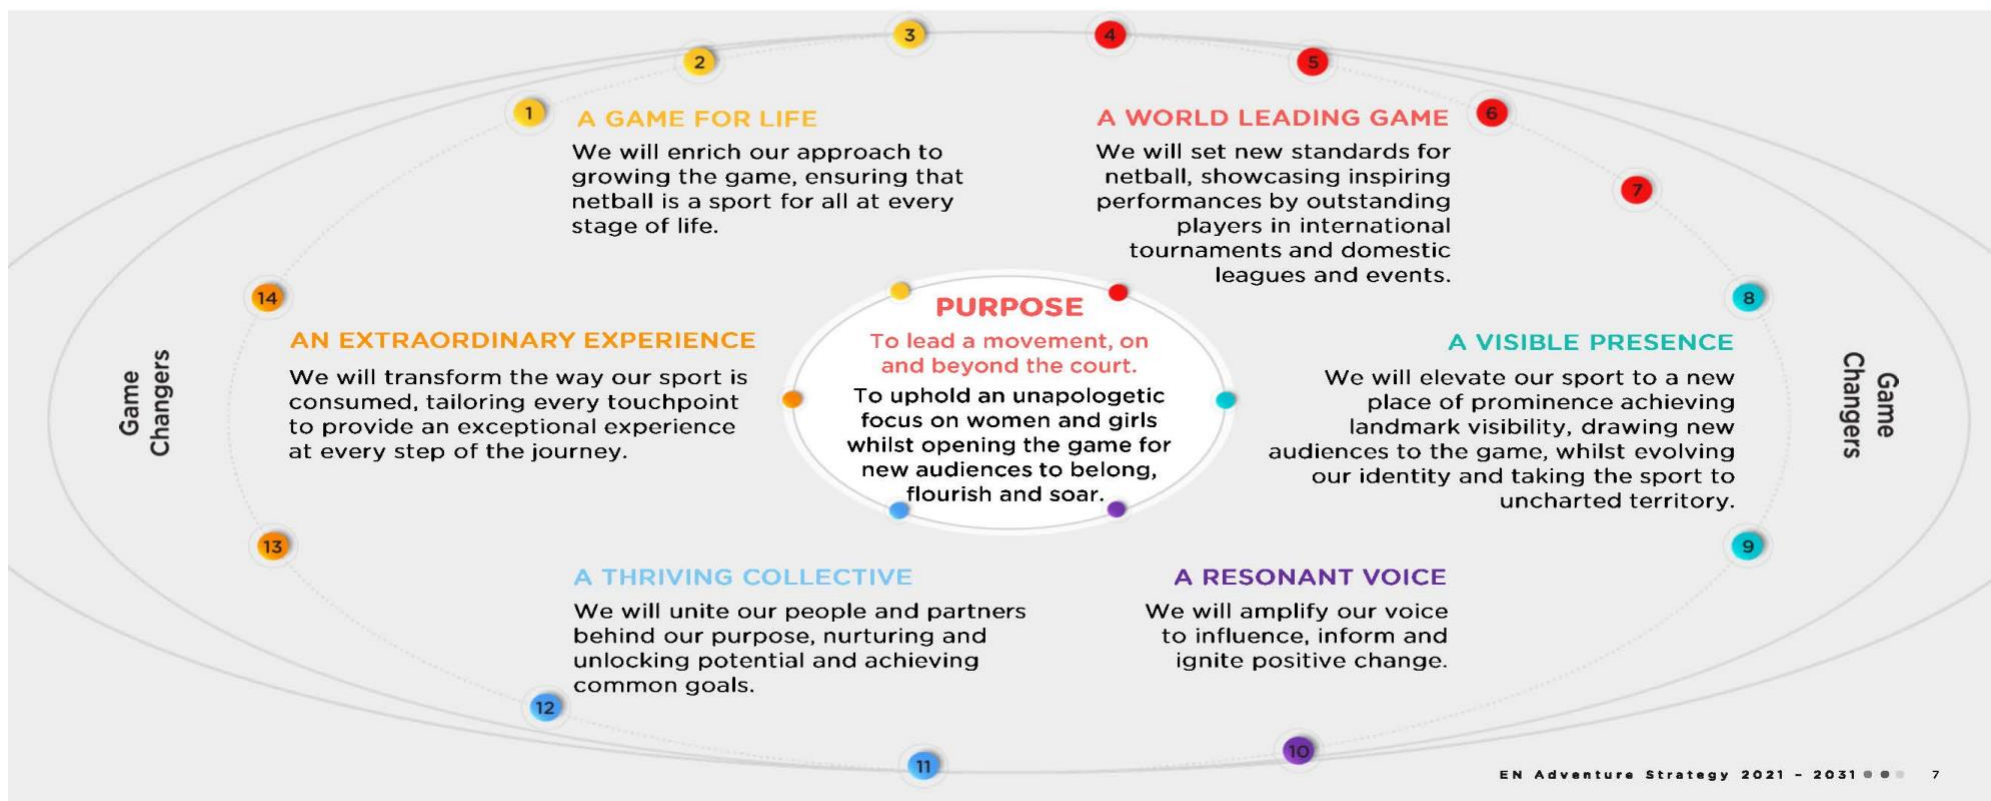 3
4
2
5
1
6
A GAME FOR LIFE
We will enrich our approach to
growing the game, ensuring that
netball is a sport for all at every
stage of life.
A WORLD LEADING GAME
We will set new standards for
netball, showcasing inspiring
performances by outstanding
players in international
tournaments and domestic
leagues and events.
7
14
8
AN EXTRAORDINARY EXPERIENCE
We will transform the way our sport is
consumed, tailoring every touchpoint
to provide an exceptional experience
at every step of the journey.
Game
Changers
PURPOSE
To lead a movement, on
and beyond the court.
To uphold an unapologetic
focus on women and girls
whilst opening the game for
new audiences to belong,
flourish and soar.
A VISIBLE PRESENCE
We will elevate our sport to a new
place of prominence achieving
landmark visibility, drawing new
audiences to the game, whilst evolving
our identity and taking the sport to
uncharted territory.
Game
Changers
13
9
A THRIVING COLLECTIVE
We will unite our people and partners
behind our purpose, nurturing and
unlocking potential and achieving
common goals.
A RESONANT VOICE
We will amplify our voice
to influence, inform and
ignite positive change.
12
11
10
EN Adventure Strategy 2021 – 2031 7